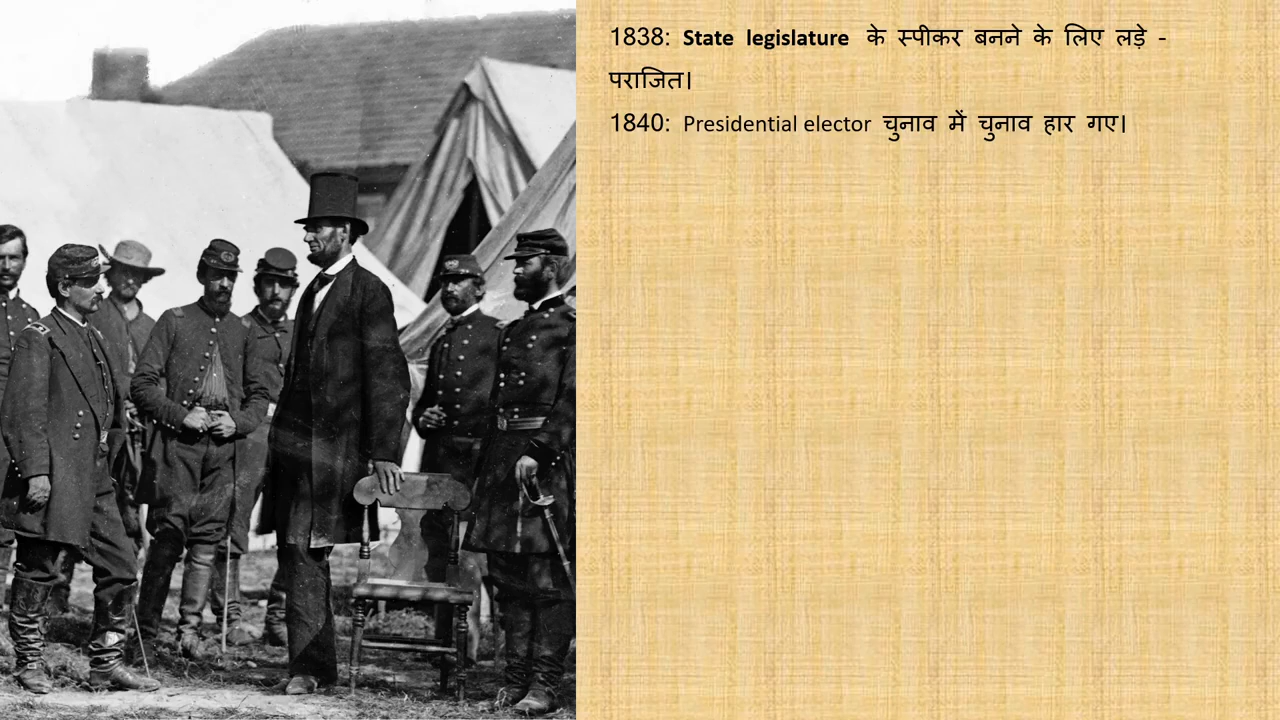 1838: State legislature के स्पीकर बनने के लिए लड़े -
पराजित।
1840: Presidential elector चुनाव में चुनाव हार गए।